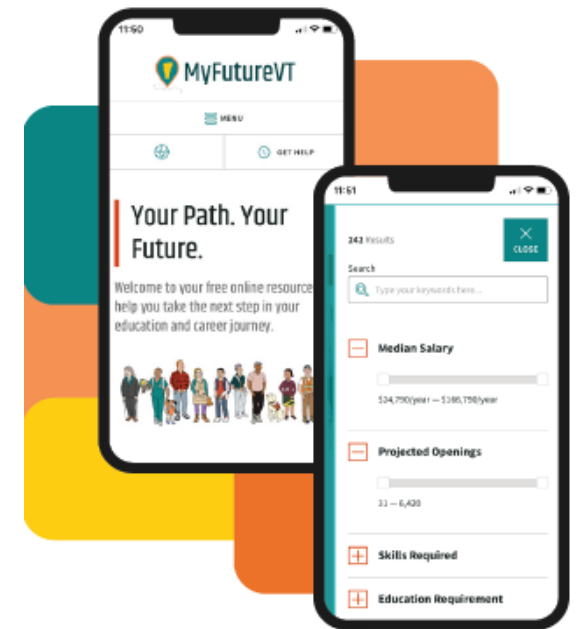 11:50
MyFutureVT
MENU
GET HELP
Your Path. Your
Future.
Welcome to your free online resource
help you take the next step in your
education and career journey.
11:51
243 Results
CLOSE
Search
Type your keywords here...
Median Salary
$24,790/year — $166,790/year
Projected Openings
31 — 6,420
Skills Required
Education Requirement